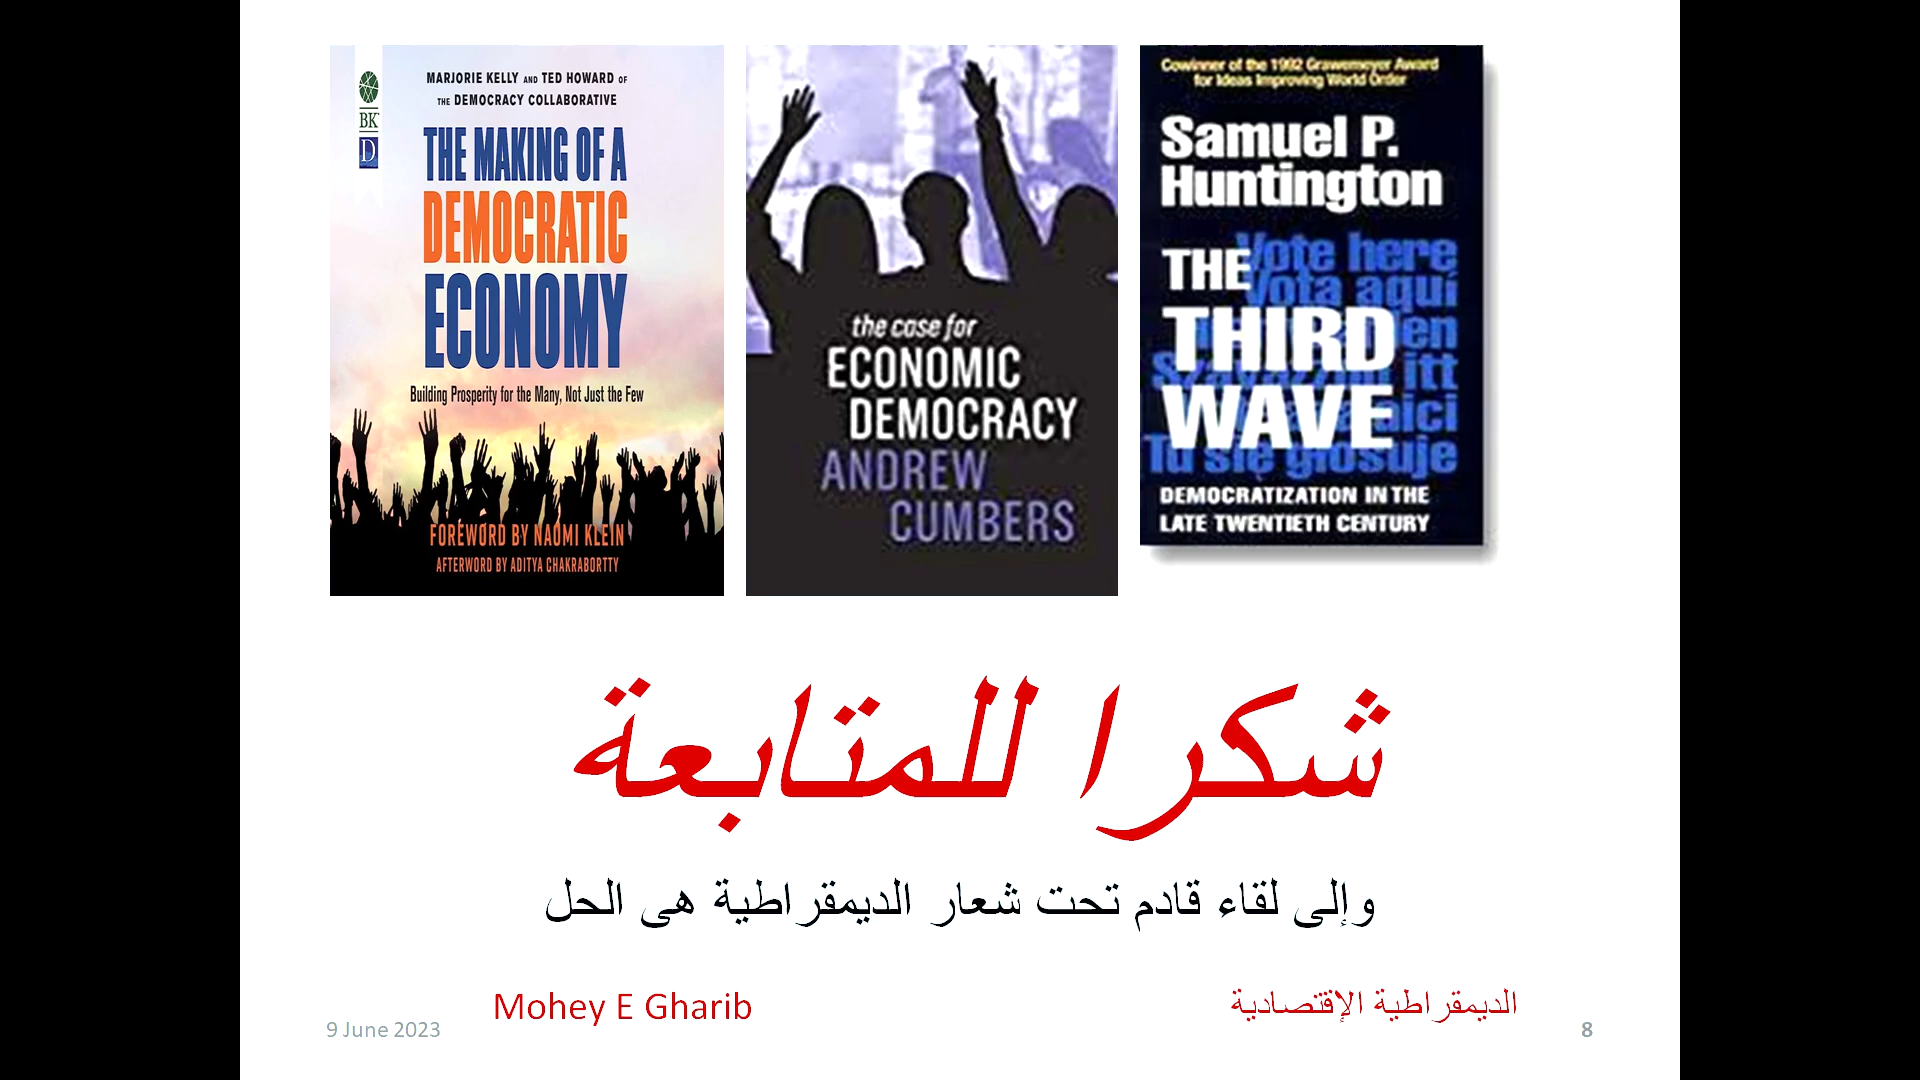 BK
D
MARJORIE KELLY AND TED HOWARD OF
THE DEMOCRACY COLLABORATIVE
THE MAKING OF A
DEMOCRATIC
ECONOMY
Building Prosperity for the Many, Not Just the Few
FOREWORD BY NAOMI KLEIN
AFTERWORD BY ADITYA CHAKRABORTTY
the case for
ECONOMIC
DEMOCRACY
ANDREW
CUMBERS
Cowinner of the 1992 Grawemeyer Award
for Ideas Improving World Order
Samuel P.
Huntington
Vote here
Vota aquí
THE
THIRD
WAVE
Tu się głosuje
DEMOCRATIZATION IN THE
LATE TWENTIETH CENTURY
شكرا للمتابعة
وإلى لقاء قادم تحت شعار الديمقراطية هى الحل
9 June 2023
Mohey E Gharib
الديمقراطية الإقتصادية
8